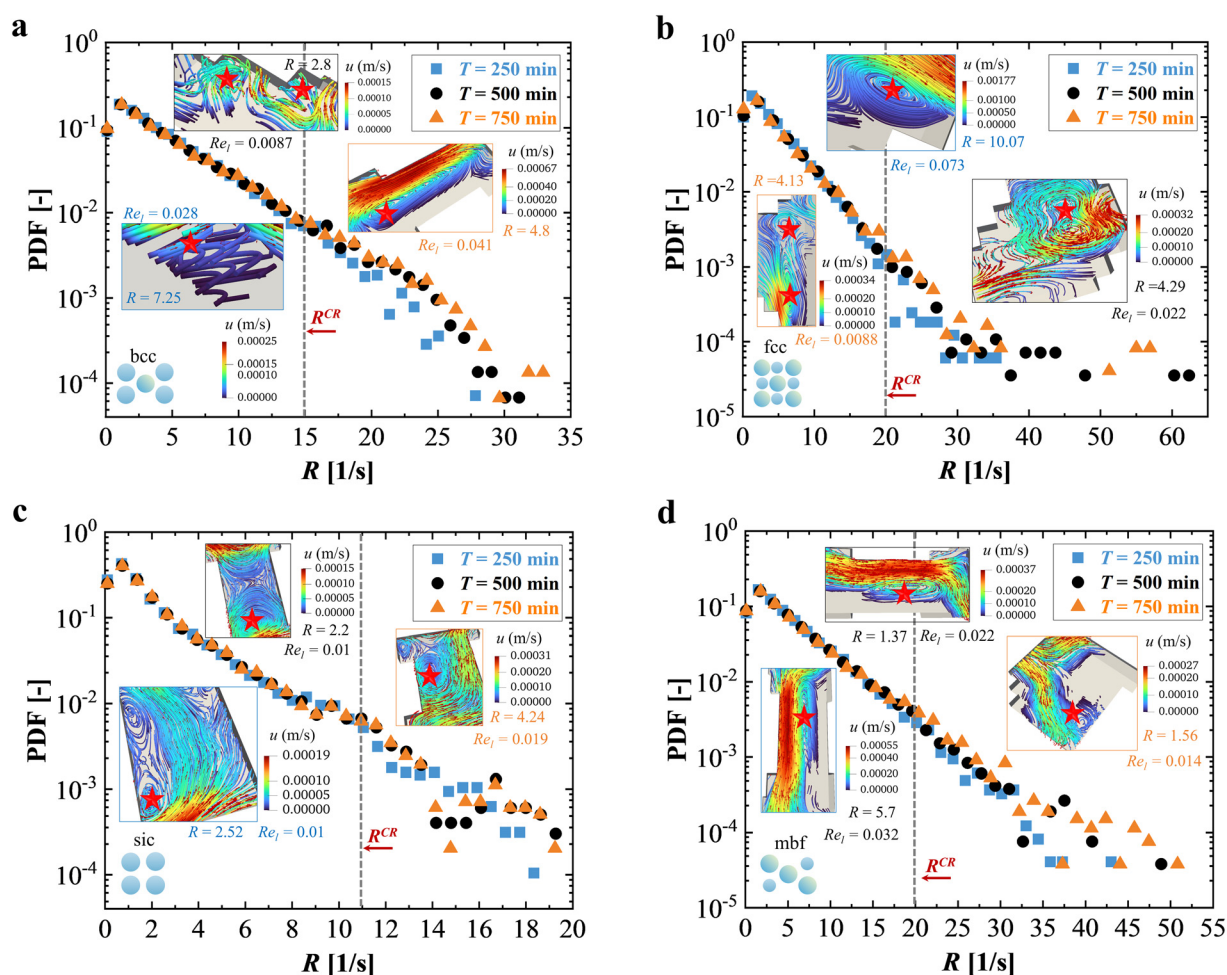 a
PDF [-]
10⁰
10⁻¹
10⁻²
10⁻³
10⁻⁴
T = 250 min
T = 500 min
T = 750 min
R = 2.8
u (m/s)
0.00015
0.00010
0.00005
0.00000
Re_l = 0.0087
u (m/s)
0.00067
0.00040
0.00020
0.00000
Re_l = 0.041
R = 4.8
Re_l = 0.028
R = 7.25
u (m/s)
0.00025
0.00010
0.00000
R^CR
bcc
0 5 10 15 20 25 30 35
R [1/s]
b
PDF [-]
10⁰
10⁻¹
10⁻²
10⁻³
10⁻⁴
10⁻⁵
T = 250 min
T = 500 min
T = 750 min
u (m/s)
0.00177
0.00100
0.00050
0.00000
R = 10.07
Re_l = 0.073
R =4.13
u (m/s)
0.00034
0.00020
0.00010
0.00000
Re_l = 0.0088
u (m/s)
0.00032
0.00020
0.00010
0.00000
R =4.29
Re_l = 0.022
R^CR
fcc
0 10 20 30 40 50 60
R [1/s]
c
PDF [-]
10⁰
10⁻¹
10⁻²
10⁻³
10⁻⁴
T = 250 min
T = 500 min
T = 750 min
u (m/s)
0.00015
0.00010
0.00005
0.00000
R = 2.2
Re_l = 0.01
u (m/s)
0.00031
0.00020
0.00010
0.00000
R = 4.24
Re_l = 0.019
u (m/s)
0.00019
0.00010
0.00005
0.00000
R = 2.52
Re_l = 0.01
R^CR
sic
0 2 4 6 8 10 12 14 16 18 20
R [1/s]
d
PDF [-]
10⁰
10⁻¹
10⁻²
10⁻³
10⁻⁴
10⁻⁵
T = 250 min
T = 500 min
T = 750 min
u (m/s)
0.00037
0.00020
0.00010
0.00000
R = 1.37
Re_l = 0.022
u (m/s)
0.00027
0.00020
0.00010
0.00000
R = 1.56
Re_l = 0.014
u (m/s)
0.00055
0.00040
0.00020
0.00000
R = 5.7
Re_l = 0.032
R^CR
mbf
0 5 10 15 20 25 30 35 40 45 50 55
R [1/s]